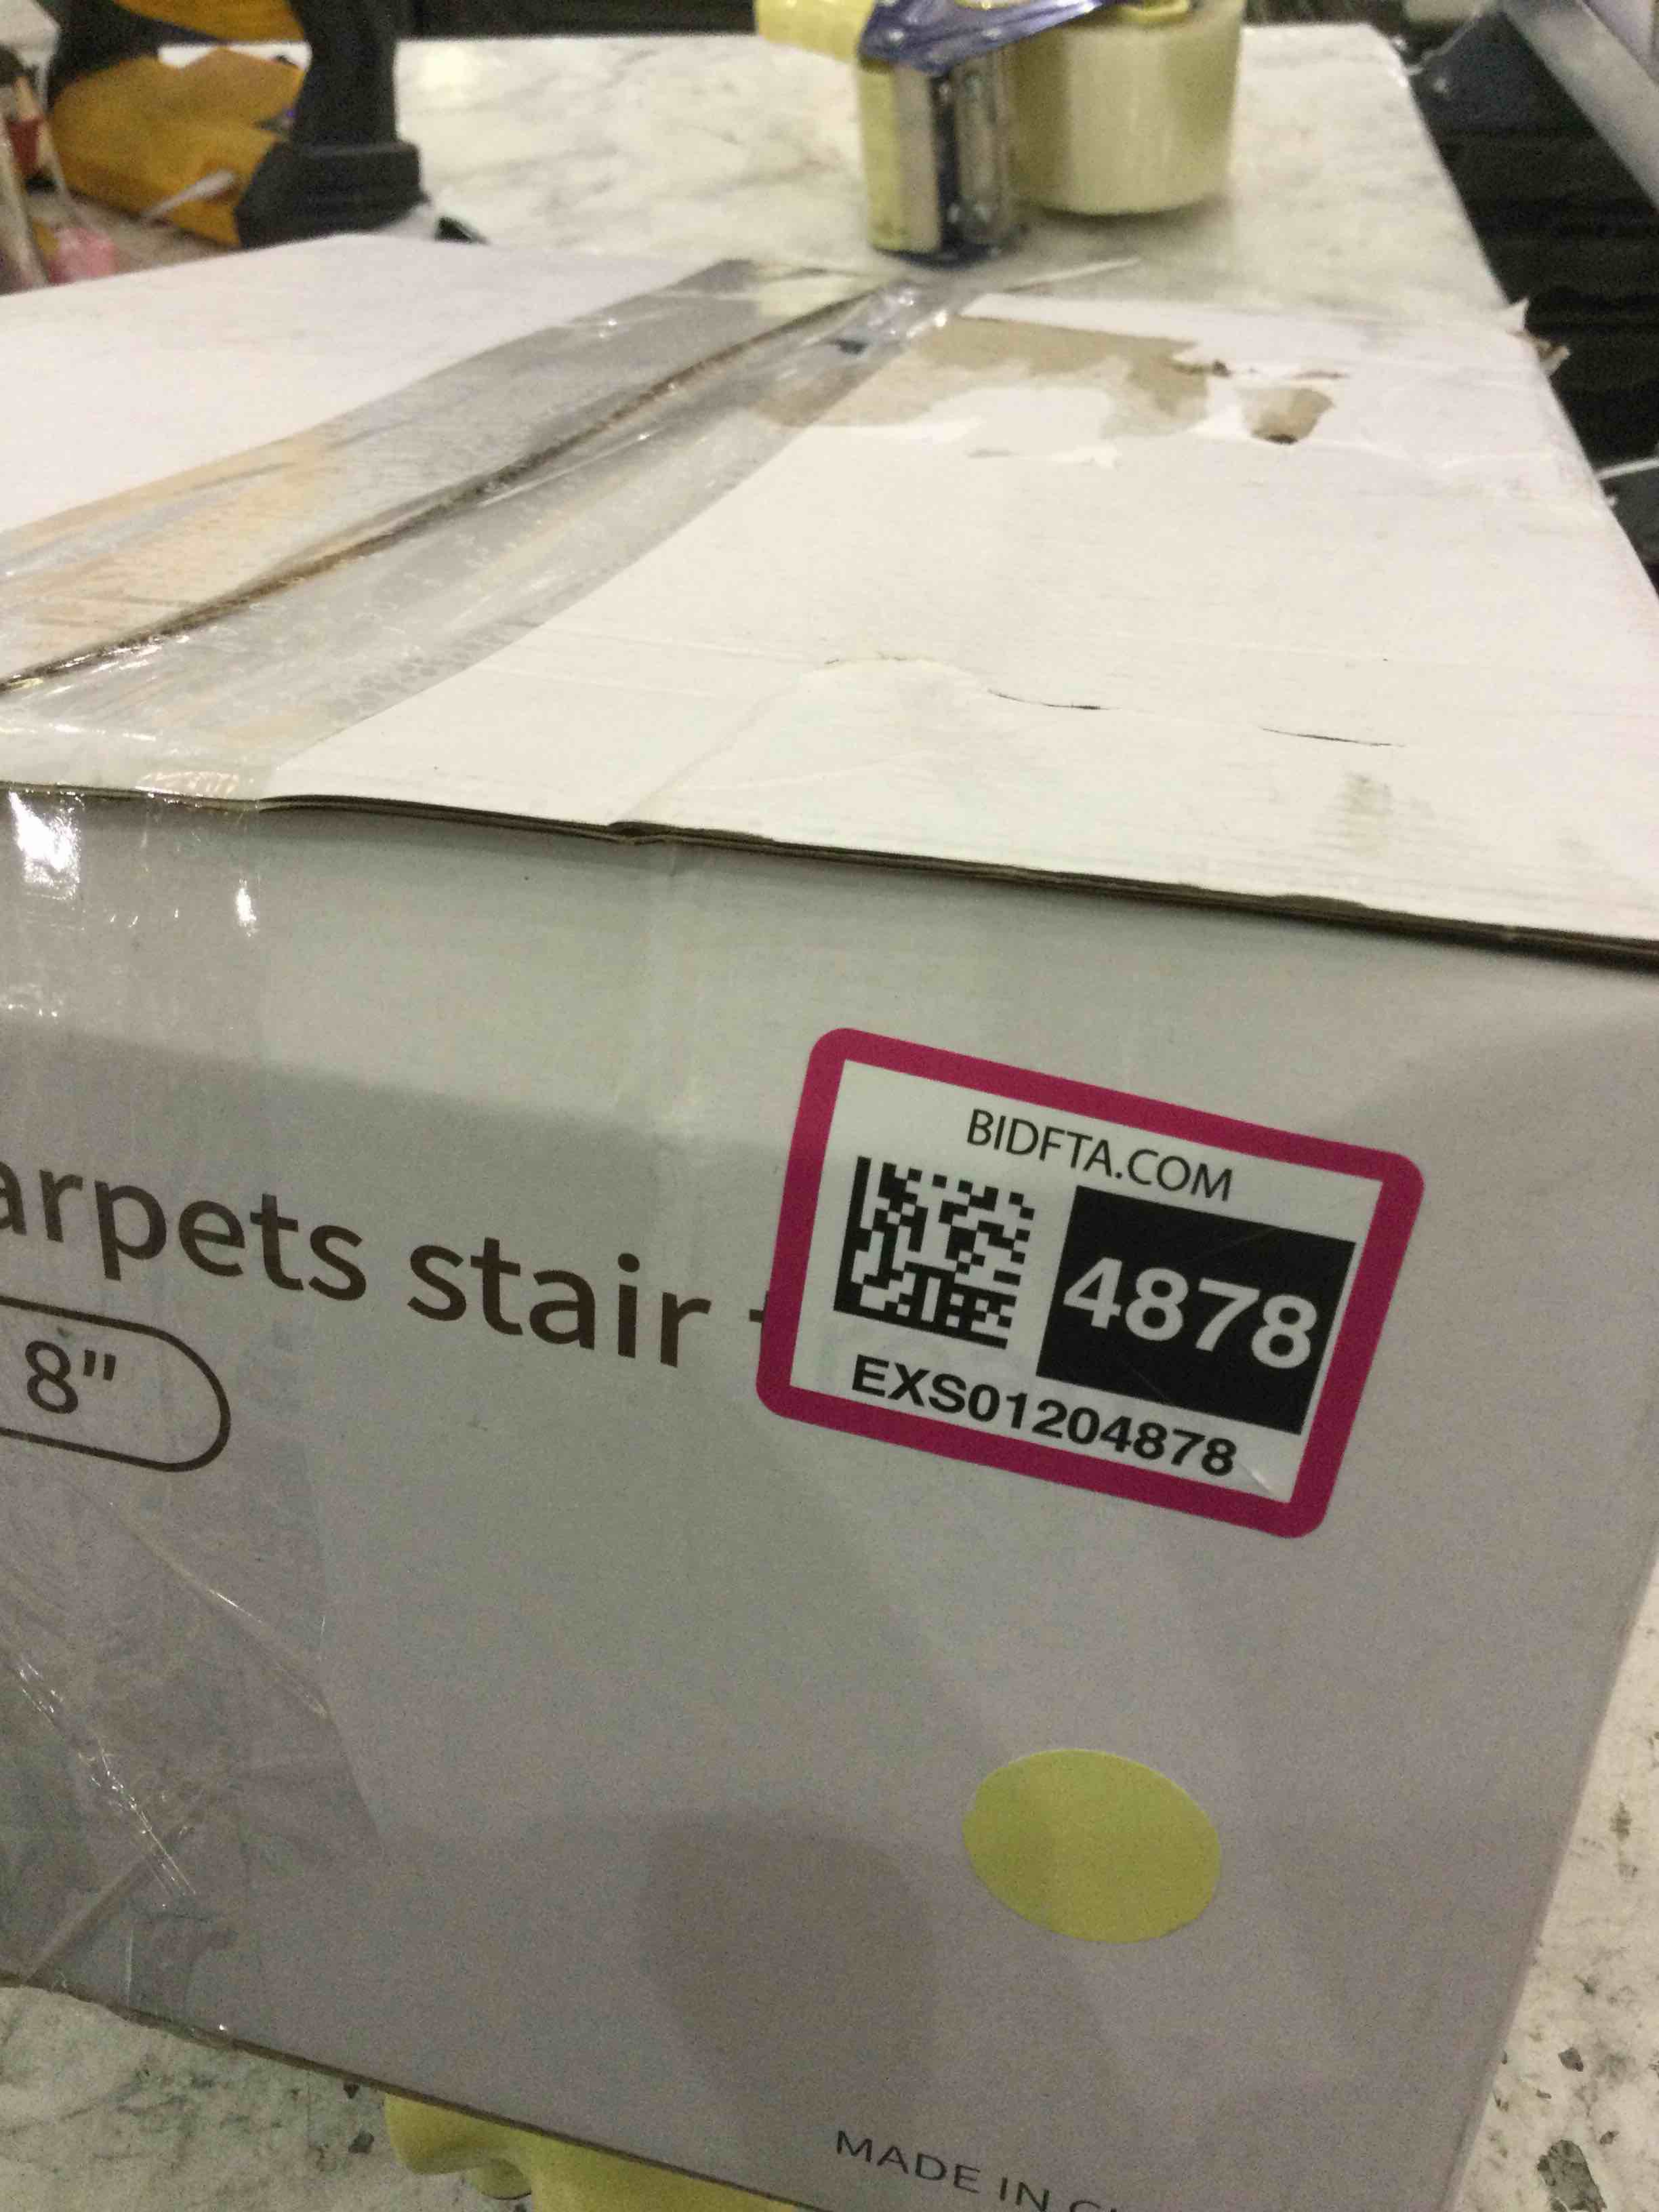 BIDFTA.COM
4878
EXS01204878
arpets stair
8"
MADE IN C